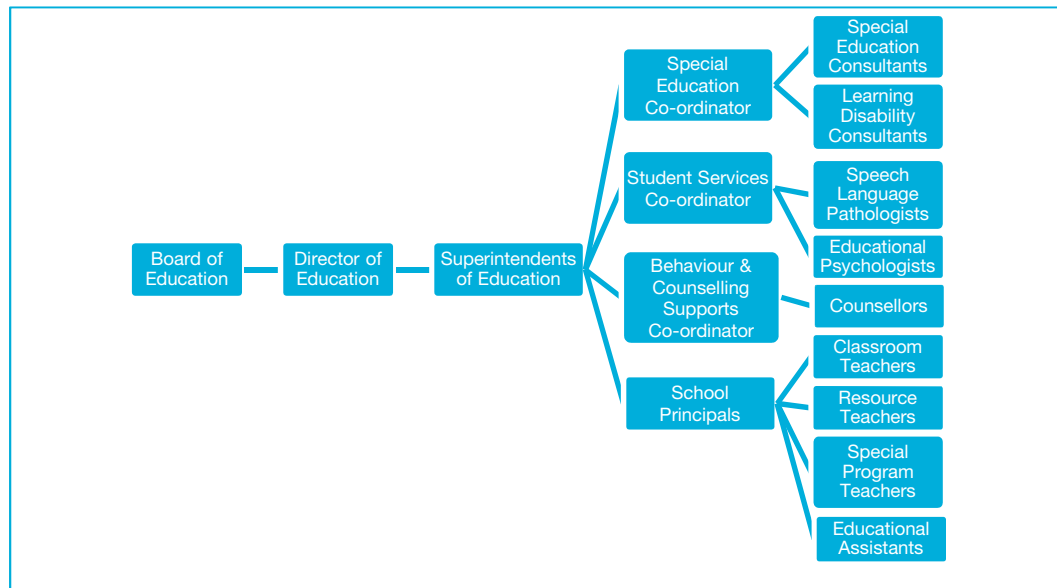 Board of
Education
Director of
Education
Superintendents
of Education
Special
Education
Co-ordinator
Special
Education
Consultants
Learning
Disability
Consultants
Student Services
Co-ordinator
Speech
Language
Pathologists
Educational
Psychologists
Behaviour &
Counselling
Supports
Co-ordinator
Counsellors
School
Principals
Classroom
Teachers
Resource
Teachers
Special
Program
Teachers
Educational
Assistants